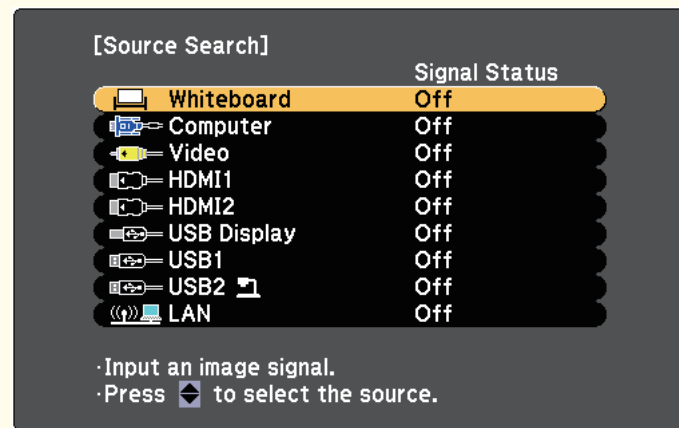 [Source Search]
Signal Status
Whiteboard Off
Computer Off
Video Off
HDMI1 Off
HDMI2 Off
USB Display Off
USB1 Off
USB2 Off
LAN Off
·Input an image signal.
·Press to select the source.